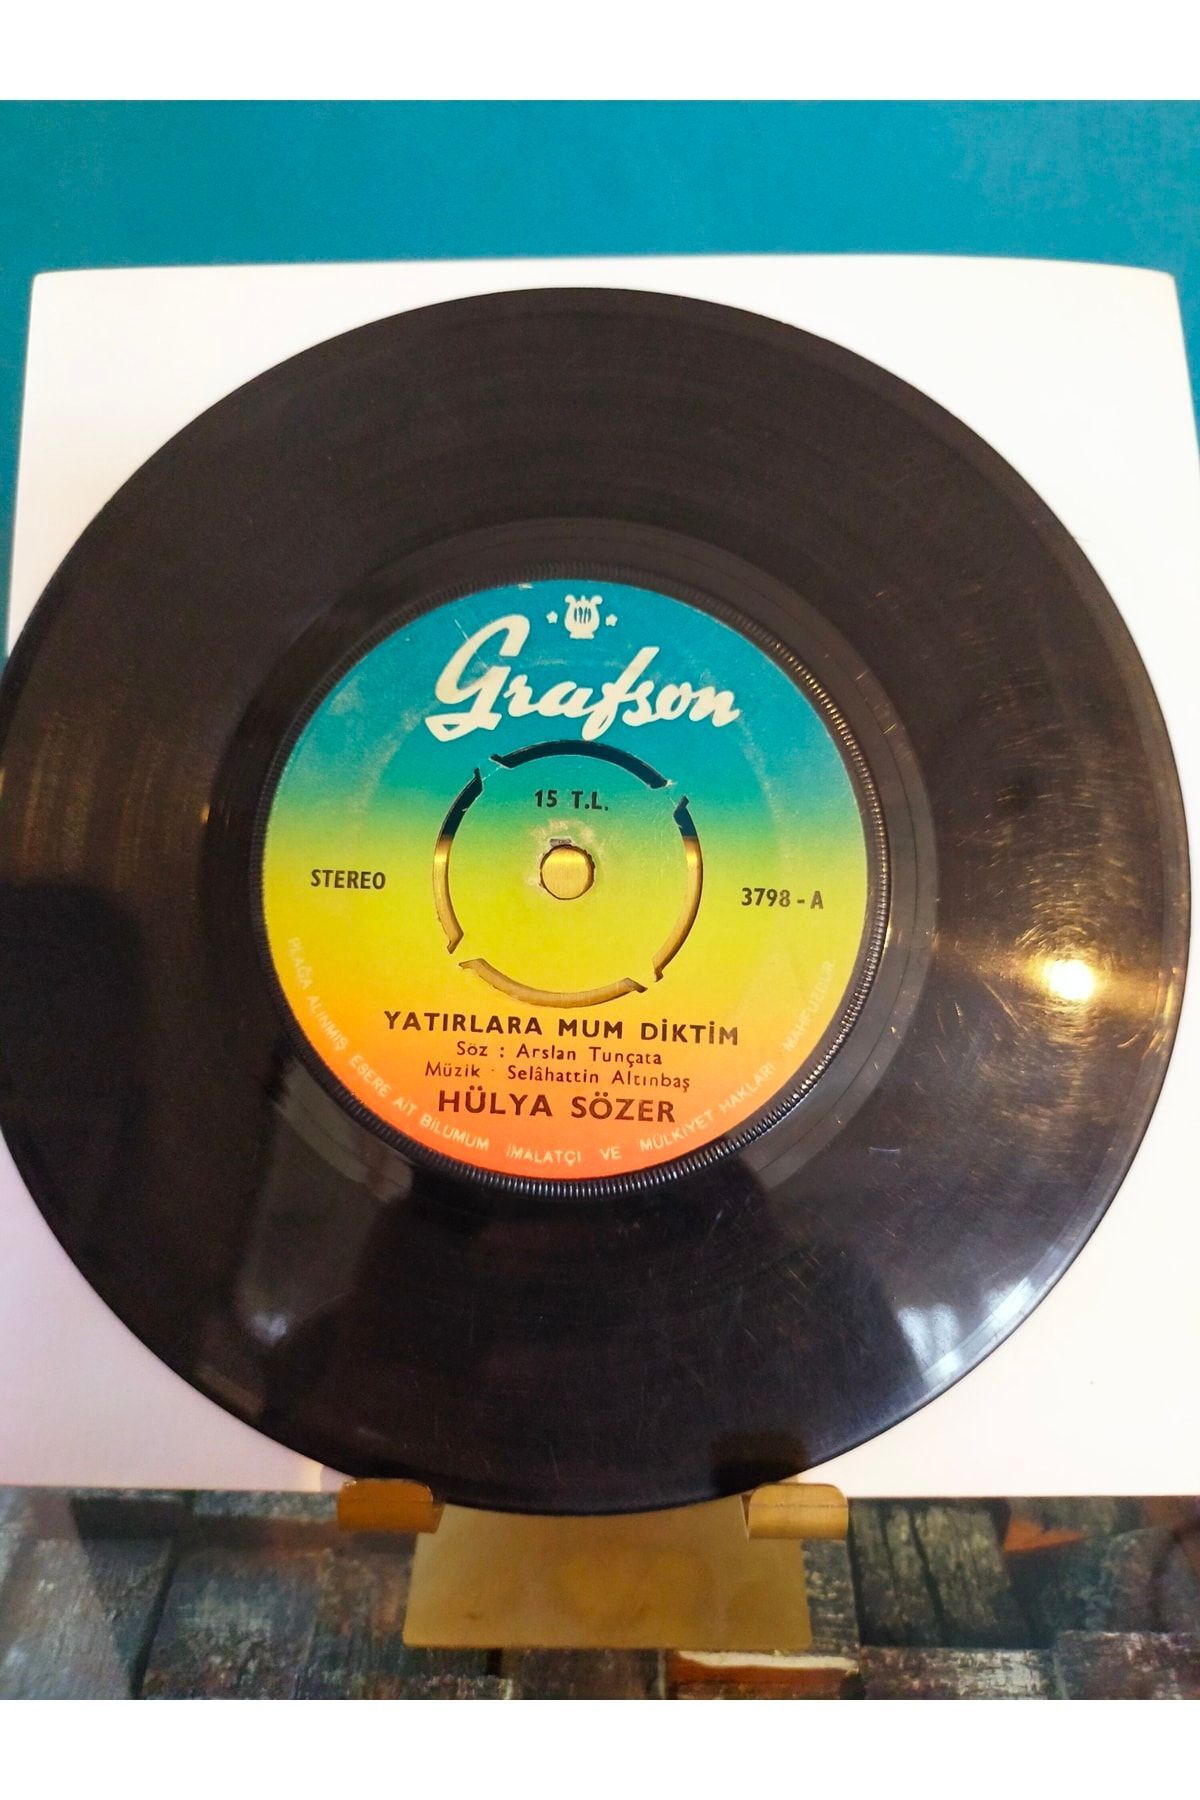 Grafson
15 T.L.
STEREO
3798 - A
YATIRLARA MUM DİKTİM
Söz : Arslan Tunçata
Müzik · Selâhattin Altınbaş
HÜLYA SÖZER
PLAĞA ALINMIŞ ESERE AİT BİLUMUM İMALATÇI VE MÜLKİYET HAKLARI MAHFUZDUR.